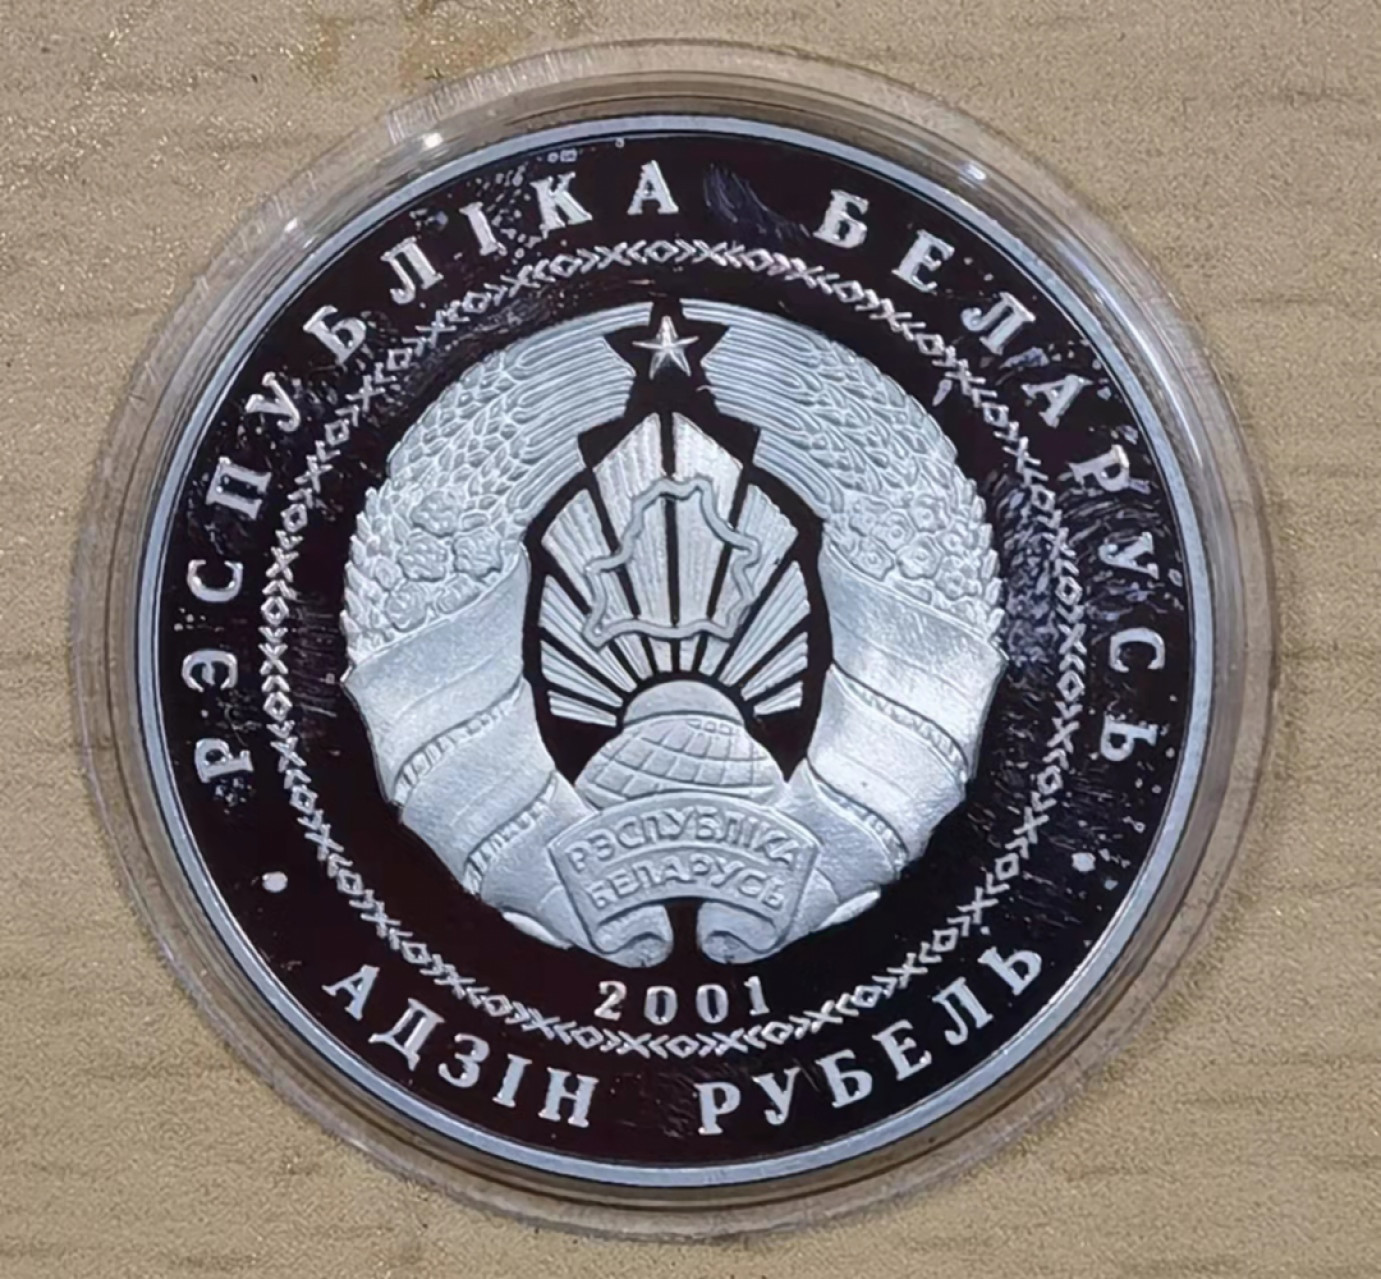 РЭСПУБЛІКА БЕЛАРУСЬ
РЭСПУБЛІКА
БЕЛАРУСЬ
2001
АДЗІН РУБЕЛЬ